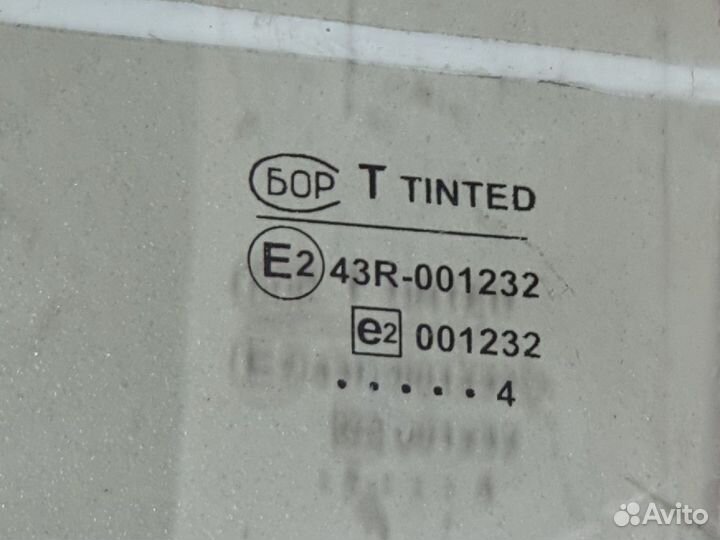 БОР T TINTED
E2 43R-001232
e2 001232
. . . . . 4
Avito